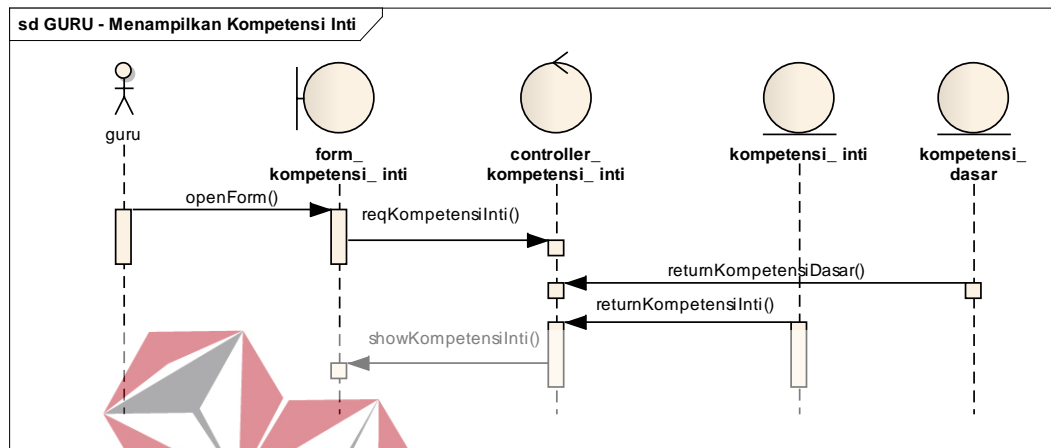 sd GURU - Menampilkan Kompetensi Inti
guru
form_
kompetensi_ inti
controller_
kompetensi_ inti
kompetensi_ inti
kompetensi_
dasar
openForm()
reqKompetensiInti()
returnKompetensiDasar()
returnKompetensiInti()
showKompetensiInti()